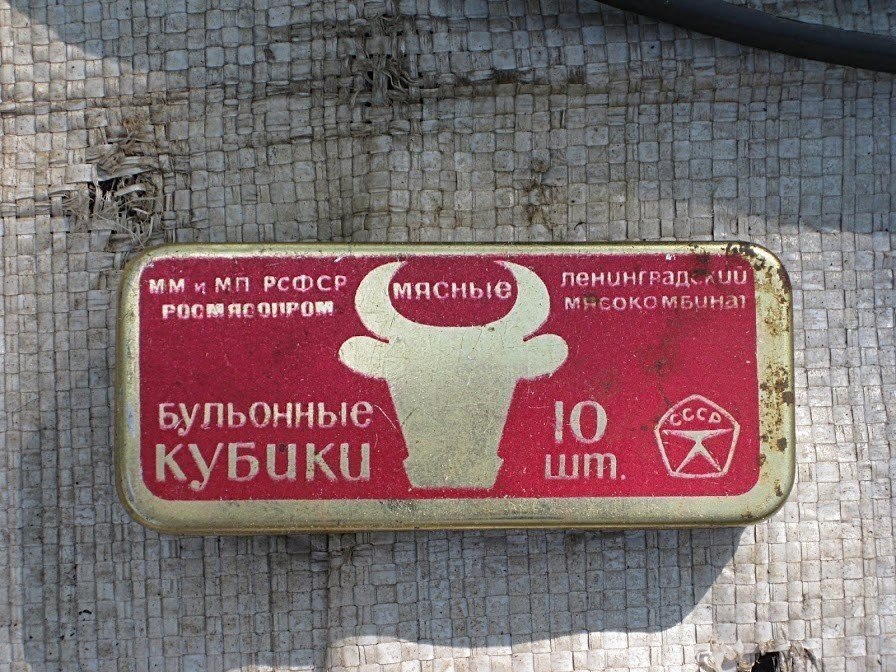 ММ и МП РСФСР
РОСМЯСОПРОМ
МЯСНЫЕ
ЛЕНИНГРАДСКИЙ
МЯСОКОМБИНАТ
БУЛЬОННЫЕ
КУБИКИ
10
шт.
СССР